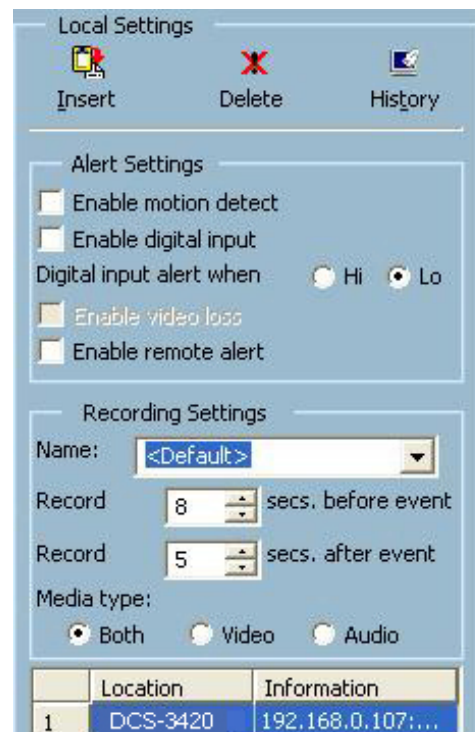 Local Settings
Insert Delete History
Alert Settings
Enable motion detect
Enable digital input
Digital input alert when Hi Lo
Enable video loss
Enable remote alert
Recording Settings
Name: <Default>
Record 8 secs. before event
Record 5 secs. after event
Media type:
Both Video Audio
Location Information
1 DCS-3420 192.168.0.107:...